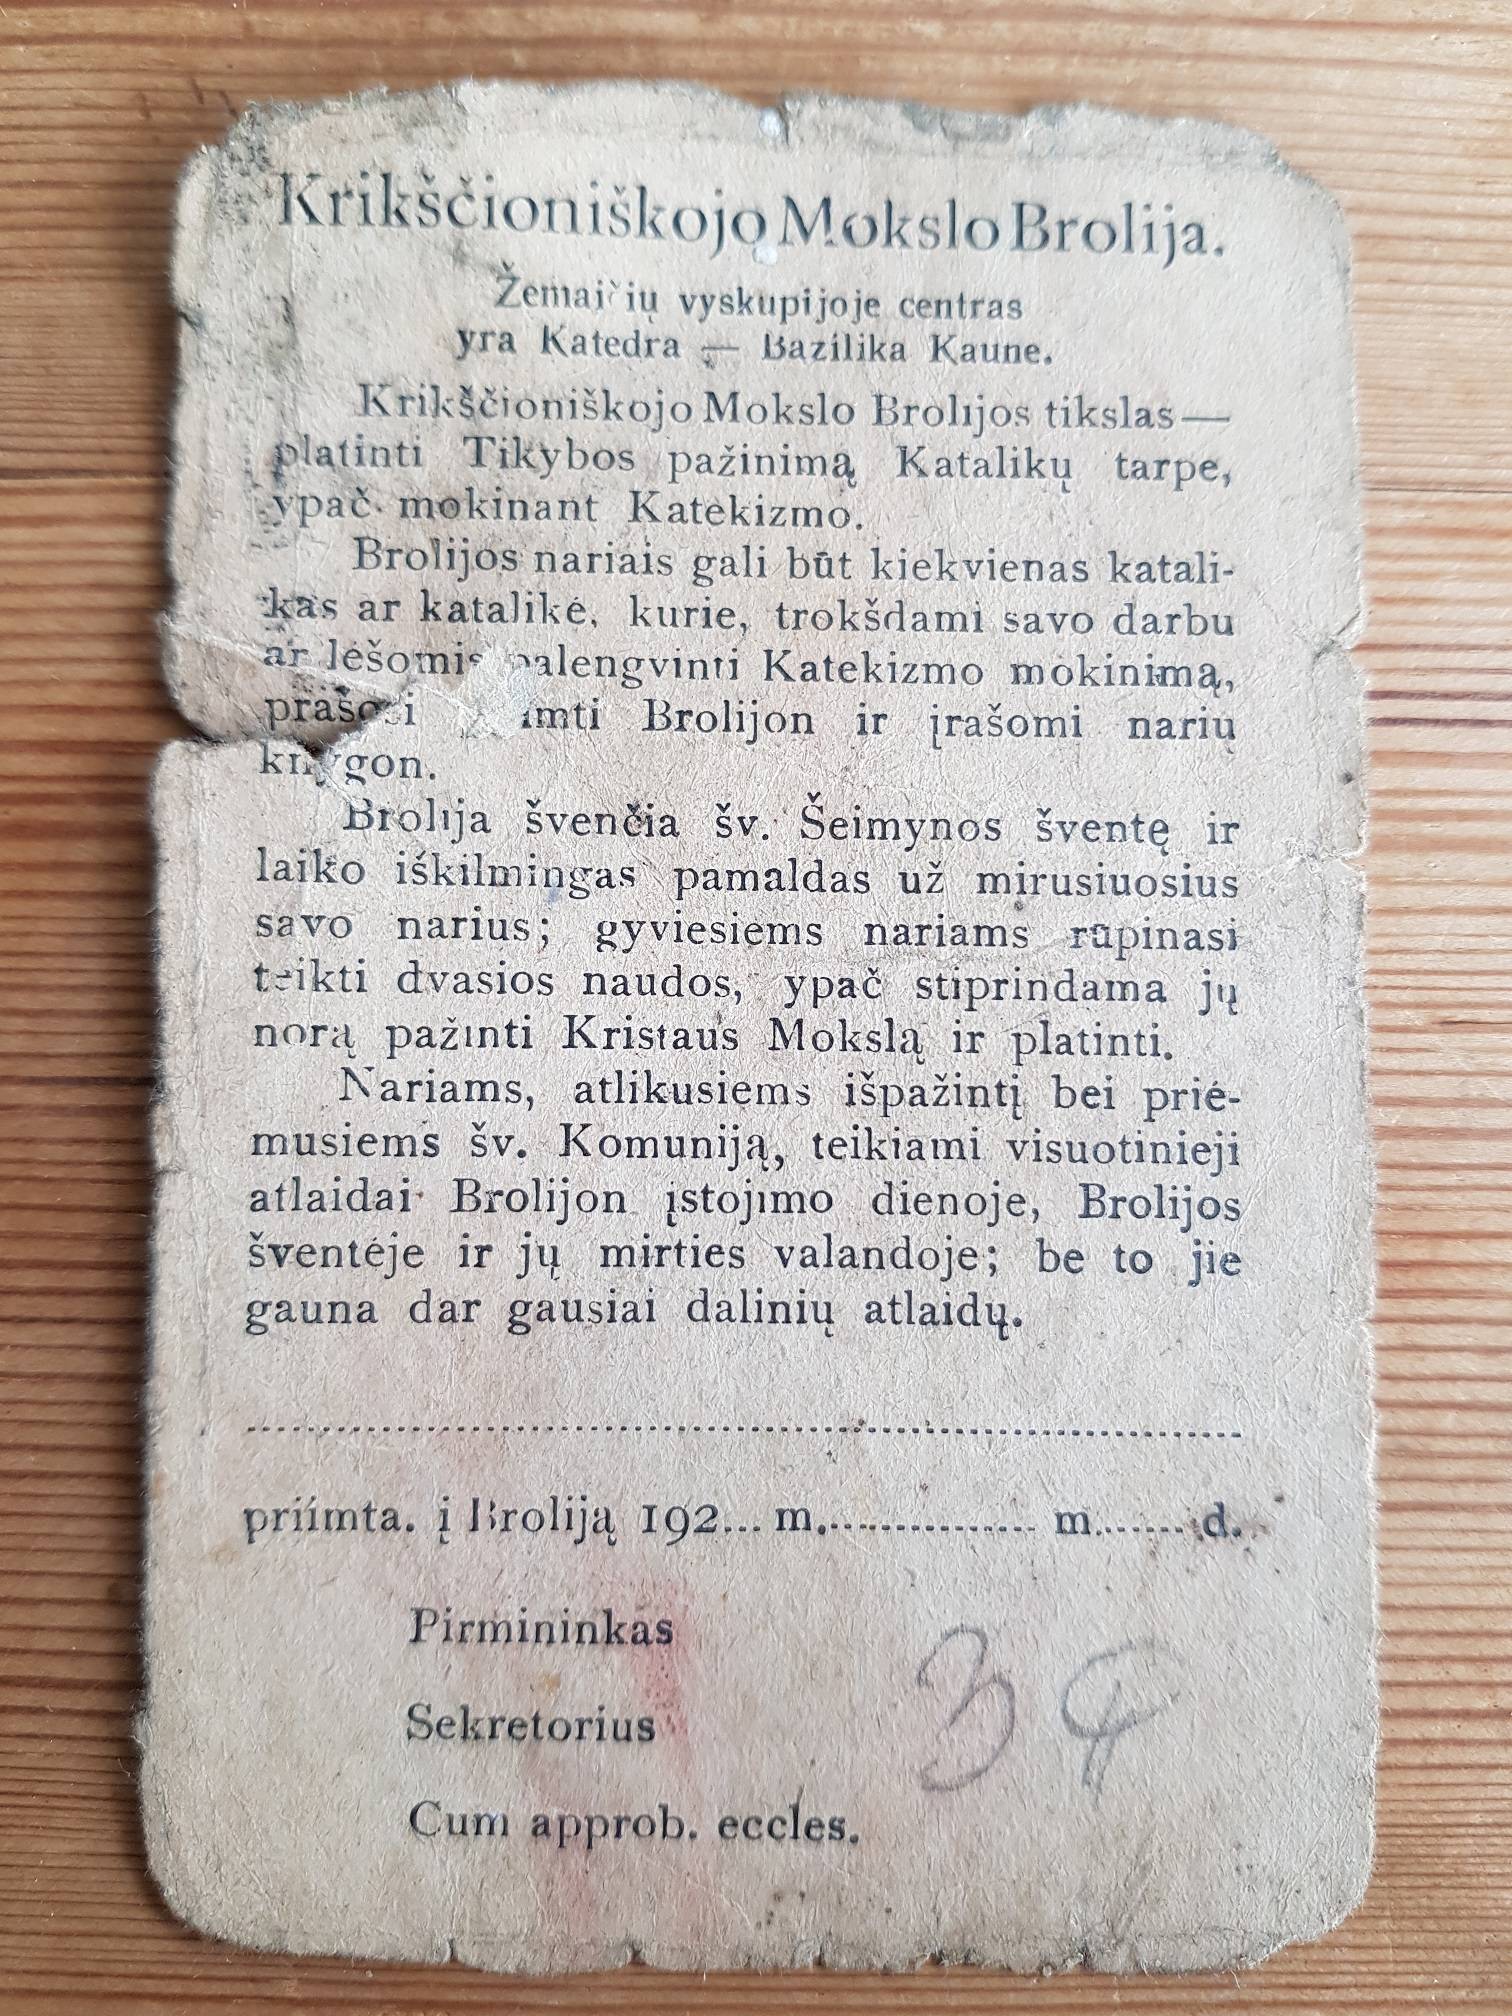 Krikščioniškojo Mokslo Brolija.
Žemaičių vyskupijoje centras
yra Katedra — Bazilika Kaune.
Krikščioniškojo Mokslo Brolijos tikslas —
platinti Tikybos pažinimą Katalikų tarpe,
ypač mokinant Katekizmo.
Brolijos nariais gali būt kiekvienas katali-
kas ar katalikė, kurie, trokšdami savo darbu
ar lėšomis palengvinti Katekizmo mokinimą,
prašosi priimti Brolijon ir įrašomi narių
knygon.
Brolija švenčia šv. Šeimynos šventę ir
laiko iškilmingas pamaldas už mirusiuosius
savo narius; gyviesiems nariams rūpinasi
teikti dvasios naudos, ypač stiprindama jų
norą pažinti Kristaus Mokslą ir platinti.
Nariams, atlikusiems išpažintį bei priė-
musiems šv. Komuniją, teikiami visuotinieji
atlaidai Brolijon įstojimo dienoje, Brolijos
šventėje ir jų mirties valandoje; be to jie
gauna dar gausiai dalinių atlaidų.
priimta. į Broliją 192... m. ............... m. ....... d.
Pirmininkas
Sekretorius
Cum approb. eccles.